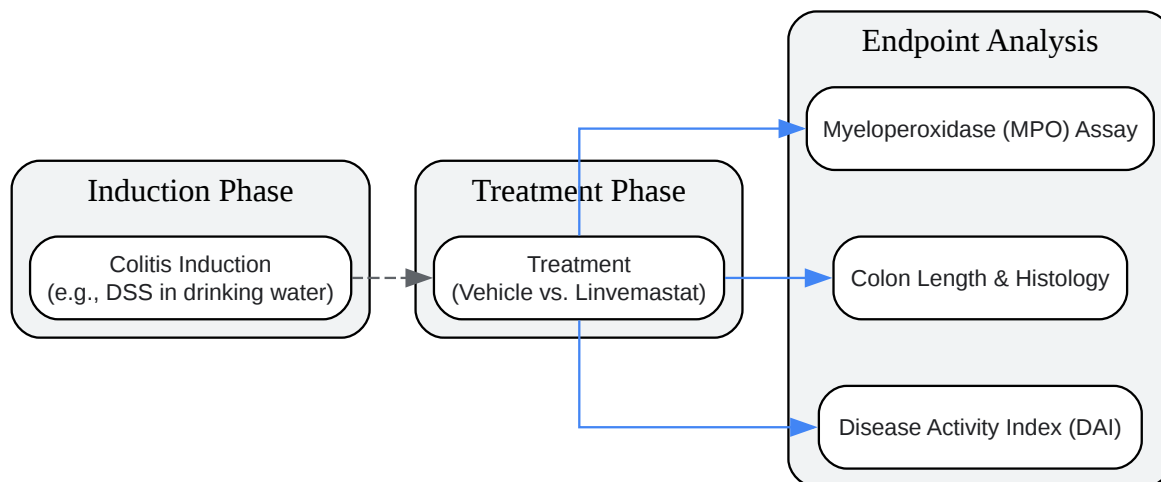 Induction Phase
Colitis Induction
(e.g., DSS in drinking water)
Treatment Phase
Treatment
(Vehicle vs. Linvemastat)
Endpoint Analysis
Myeloperoxidase (MPO) Assay
Colon Length & Histology
Disease Activity Index (DAI)